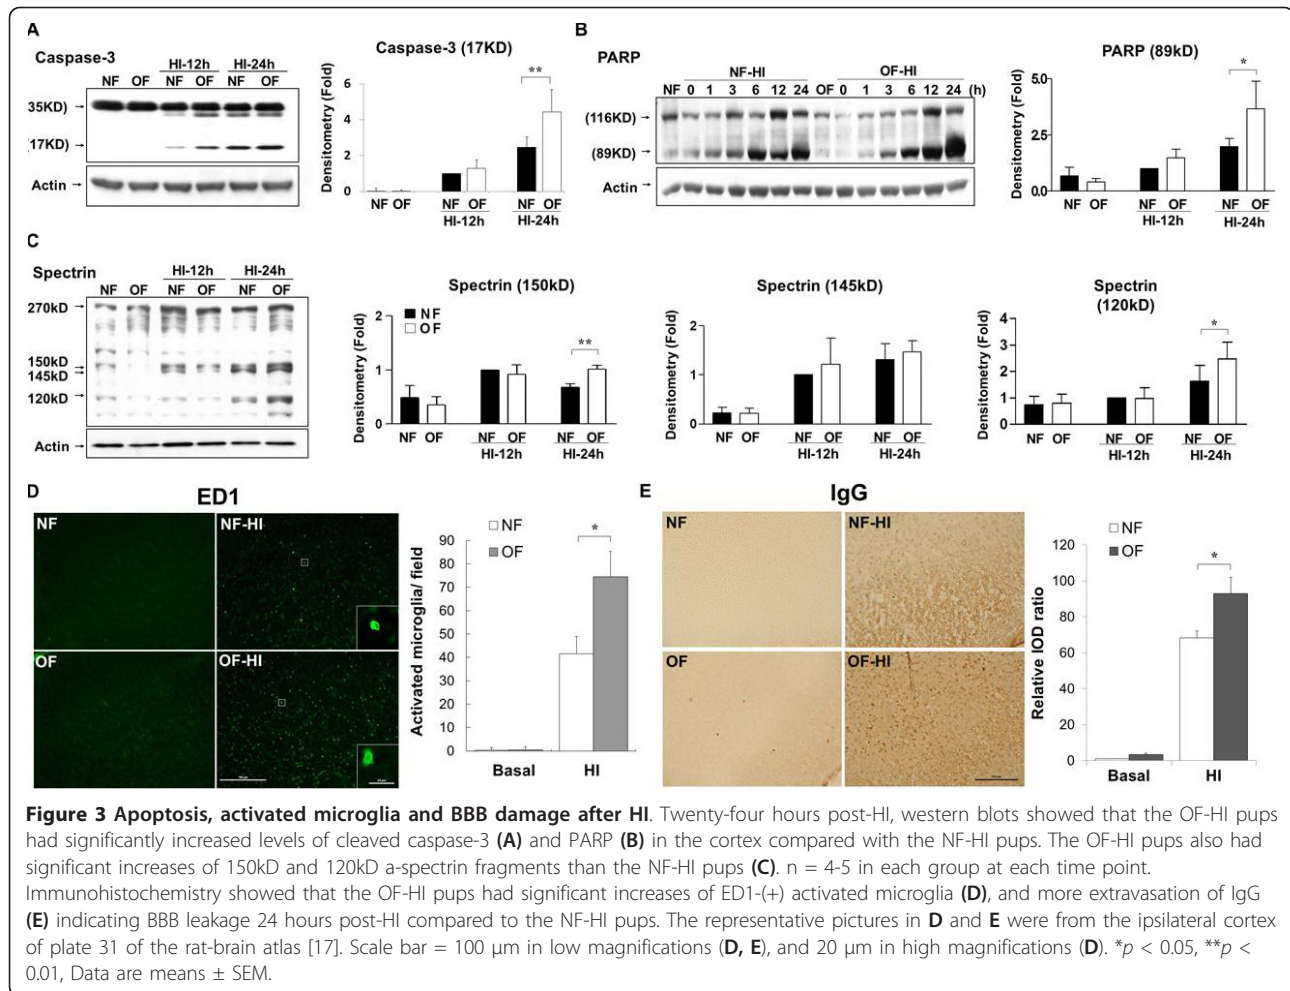 A
Caspase-3
HI-12h HI-24h
NF OF NF OF NF OF
35KD)
17KD)
Actin
Caspase-3 (17KD)
Densitometry (Fold)
6
4
2
0
**
NF OF NF OF NF OF
HI-12h HI-24h
B
PARP
NF-HI OF-HI
NF 0 1 3 6 12 24 OF 0 1 3 6 12 24 (h)
(116KD)
(89KD)
Actin
PARP (89kD)
Densitometry (Fold)
5.0
2.5
0.0
*
NF OF NF OF NF OF
HI-12h HI-24h
C
Spectrin
HI-12h HI-24h
NF OF NF OF NF OF
270kD
150kD
145kD
120kD
Actin
Spectrin (150kD)
Densitometry (Fold)
2
1
0
NF
OF
**
NF OF NF OF NF OF
HI-12h HI-24h
Spectrin (145kD)
Densitometry (Fold)
2
1
0
NF OF NF OF NF OF
HI-12h HI-24h
Spectrin
(120kD)
Densitometry (Fold)
4
3
2
1
0
*
NF OF NF OF NF OF
HI-12h HI-24h
D
ED1
NF
NF-HI
OF
OF-HI
Activated microglia/ field
90
80
70
60
50
40
30
20
10
0
NF
OF
*
Basal HI
E
IgG
NF
NF-HI
OF
OF-HI
Relative IOD ratio
120
100
80
60
40
20
0
NF
OF
*
Basal HI
Figure 3 Apoptosis, activated microglia and BBB damage after HI. Twenty-four hours post-HI, western blots showed that the OF-HI pups
had significantly increased levels of cleaved caspase-3 (A) and PARP (B) in the cortex compared with the NF-HI pups. The OF-HI pups also had
significant increases of 150kD and 120kD a-spectrin fragments than the NF-HI pups (C). n = 4-5 in each group at each time point.
Immunohistochemistry showed that the OF-HI pups had significant increases of ED1-(+) activated microglia (D), and more extravasation of IgG
(E) indicating BBB leakage 24 hours post-HI compared to the NF-HI pups. The representative pictures in D and E were from the ipsilateral cortex
of plate 31 of the rat-brain atlas [17]. Scale bar = 100 μm in low magnifications (D, E), and 20 μm in high magnifications (D). *p < 0.05, **p <
0.01, Data are means ± SEM.